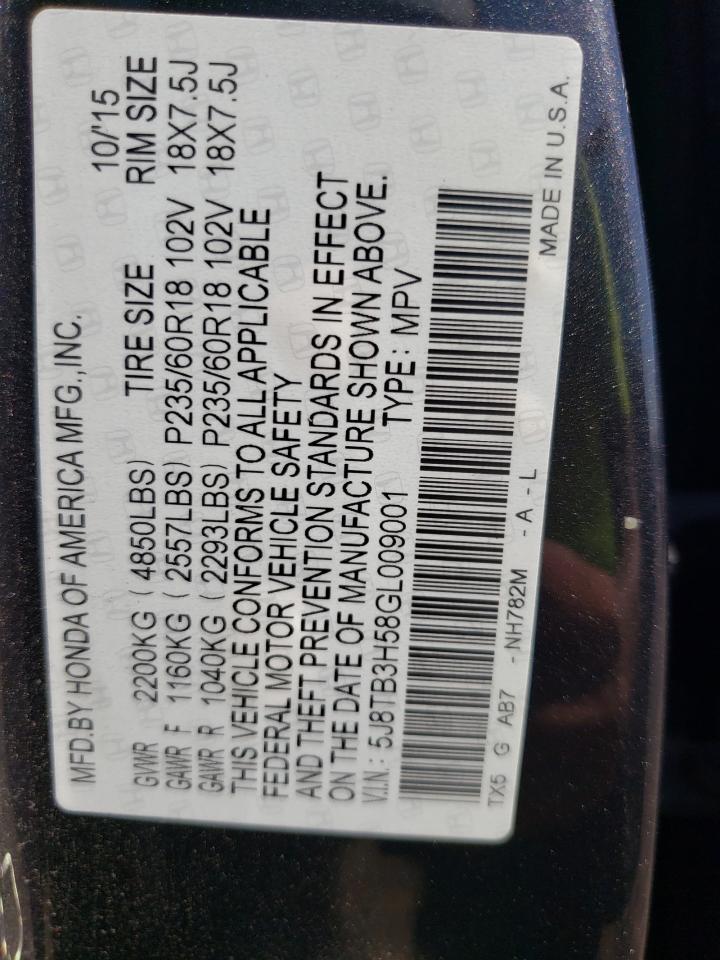 MFD. BY HONDA OF AMERICA MFG., INC. 10/'15
TIRE SIZE RIM SIZE
GVWR 2200KG ( 4850LBS)
GAWR F 1160KG ( 2557LBS) P235/60R18 102V 18X7.5J
GAWR R 1040KG ( 2293LBS) P235/60R18 102V 18X7.5J
THIS VEHICLE CONFORMS TO ALL APPLICABLE
FEDERAL MOTOR VEHICLE SAFETY
AND THEFT PREVENTION STANDARDS IN EFFECT
ON THE DATE OF MANUFACTURE SHOWN ABOVE.
V.I.N.: 5J8TB3H58GL009001 TYPE: MPV
TX5 G AB7 - NH782M - A - L MADE IN U.S.A.